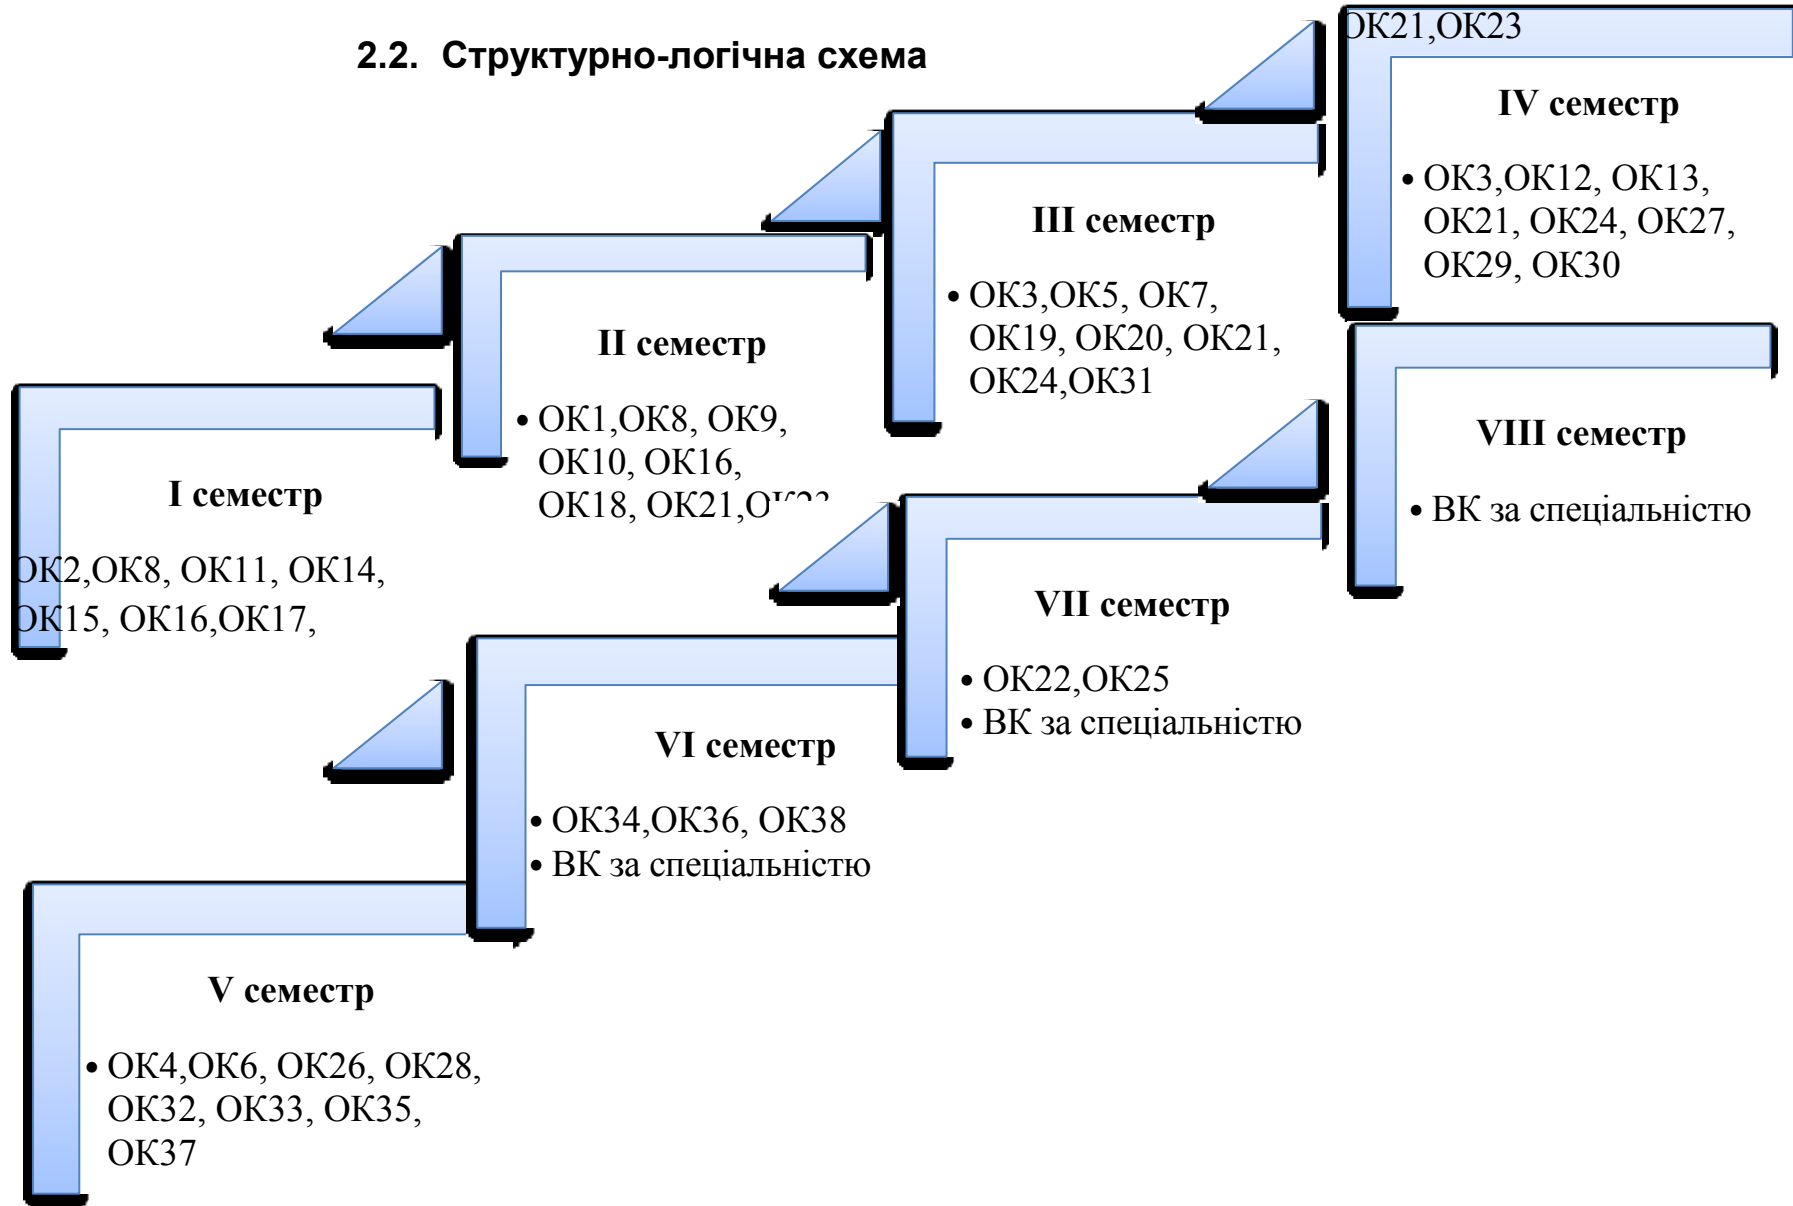 2.2. Структурно-логічна схема
I семестр
ОК2,ОК8, ОК11, ОК14,
ОК15, ОК16,ОК17,
ОК21,ОК23
II семестр
• ОК1,ОК8, ОК9,
ОК10, ОК16,
ОК18, ОК21,ОК23
III семестр
• ОК3,ОК5, ОК7,
ОК19, ОК20, ОК21,
ОК24,ОК31
IV семестр
• ОК3,ОК12, ОК13,
ОК21, ОК24, ОК27,
ОК29, ОК30
V семестр
• ОК4,ОК6, ОК26, ОК28,
ОК32, ОК33, ОК35,
ОК37
VI семестр
• ОК34,ОК36, ОК38
• ВК за спеціальністю
VII семестр
• ОК22,ОК25
• ВК за спеціальністю
VIII семестр
• ВК за спеціальністю